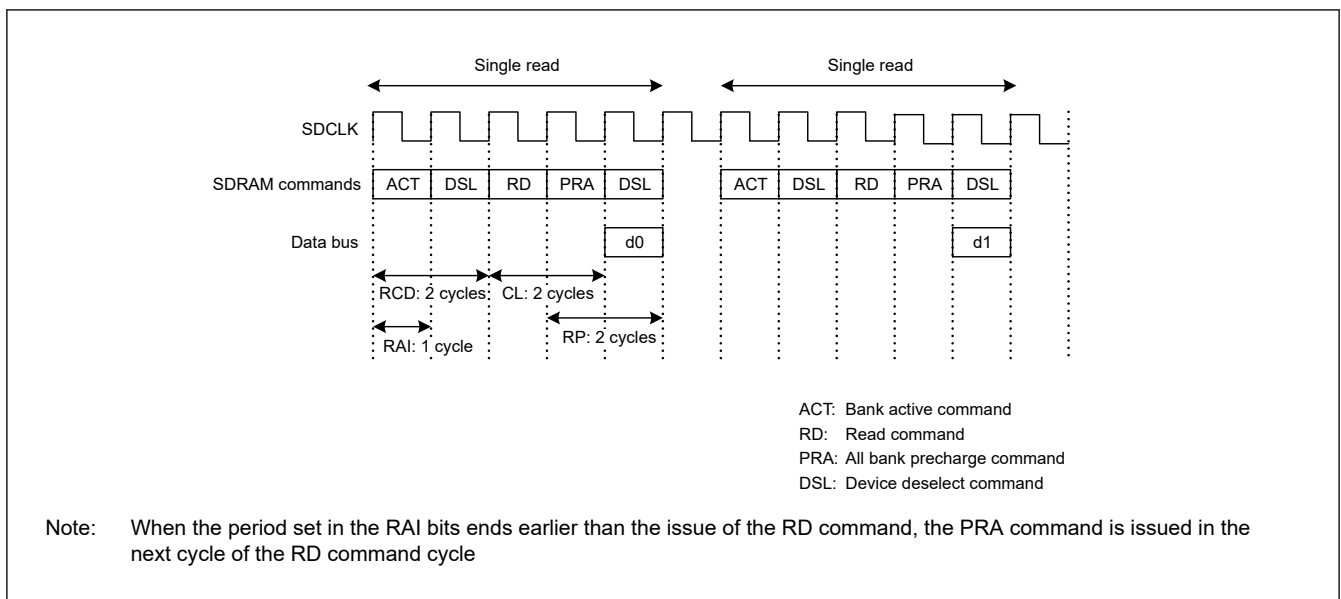 Single read
Single read
SDCLK
SDRAM commands
ACT DSL RD PRA DSL
ACT DSL RD PRA DSL
Data bus
d0
d1
RCD: 2 cycles
CL: 2 cycles
RAI: 1 cycle
RP: 2 cycles
ACT: Bank active command
RD: Read command
PRA: All bank precharge command
DSL: Device deselect command
Note: When the period set in the RAI bits ends earlier than the issue of the RD command, the PRA command is issued in the
next cycle of the RD command cycle